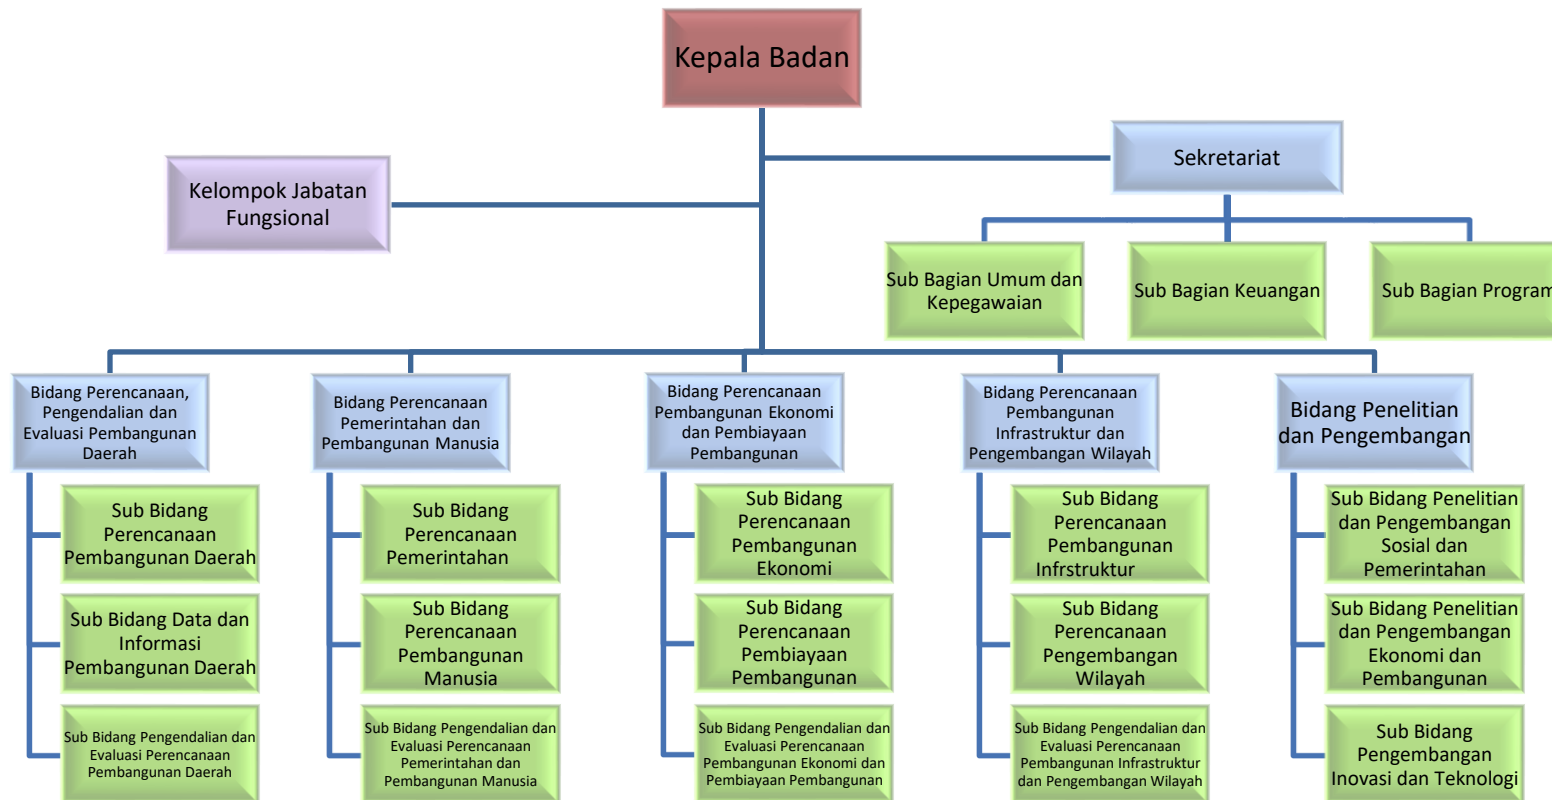 Kepala Badan
Sekretariat
Kelompok Jabatan
Fungsional
Sub Bagian Umum dan
Kepegawaian
Sub Bagian Keuangan
Sub Bagian Program
Bidang Perencanaan,
Pengendalian dan
Evaluasi Pembangunan
Daerah
Bidang Perencanaan
Pemerintahan dan
Pembangunan Manusia
Bidang Perencanaan
Pembangunan Ekonomi
dan Pembiayaan
Pembangunan
Bidang Perencanaan
Pembangunan
Infrastruktur dan
Pengembangan Wilayah
Bidang Penelitian
dan Pengembangan
Sub Bidang
Perencanaan
Pembangunan Daerah
Sub Bidang Data dan
Informasi
Pembangunan Daerah
Sub Bidang Pengendalian dan
Evaluasi Perencanaan
Pembangunan Daerah
Sub Bidang
Perencanaan
Pemerintahan
Sub Bidang
Perencanaan
Pembangunan
Manusia
Sub Bidang Pengendalian dan
Evaluasi Perencanaan
Pemerintahan dan
Pembangunan Manusia
Sub Bidang
Perencanaan
Pembangunan
Ekonomi
Sub Bidang
Perencanaan
Pembiayaan
Pembangunan
Sub Bidang Pengendalian dan
Evaluasi Perencanaan
Pembangunan Ekonomi dan
Pembiayaan Pembangunan
Sub Bidang
Perencanaan
Pembangunan
Infrstruktur
Sub Bidang
Perencanaan
Pengembangan
Wilayah
Sub Bidang Pengendalian dan
Evaluasi Perencanaan
Pembangunan Infrastruktur
dan Pengembangan Wilayah
Sub Bidang Penelitian
dan Pengembangan
Sosial dan
Pemerintahan
Sub Bidang Penelitian
dan Pengembangan
Ekonomi dan
Pembangunan
Sub Bidang
Pengembangan
Inovasi dan Teknologi